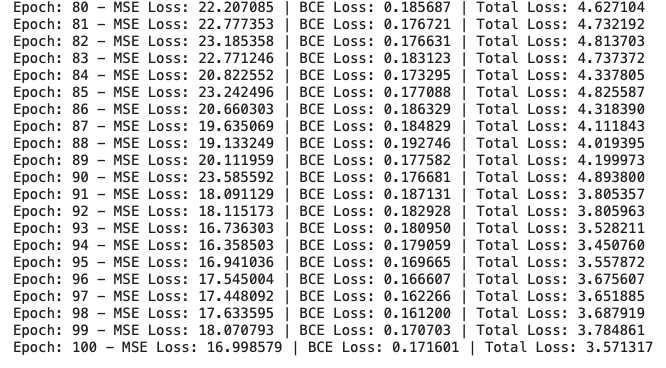 Epoch: 80 – MSE Loss: 22.207085 | BCE Loss: 0.185687 | Total Loss: 4.627104
Epoch: 81 – MSE Loss: 22.777353 | BCE Loss: 0.176721 | Total Loss: 4.732192
Epoch: 82 – MSE Loss: 23.185358 | BCE Loss: 0.176631 | Total Loss: 4.813703
Epoch: 83 – MSE Loss: 22.771246 | BCE Loss: 0.183123 | Total Loss: 4.737372
Epoch: 84 – MSE Loss: 20.822552 | BCE Loss: 0.173295 | Total Loss: 4.337805
Epoch: 85 – MSE Loss: 23.242496 | BCE Loss: 0.177088 | Total Loss: 4.825587
Epoch: 86 – MSE Loss: 20.660303 | BCE Loss: 0.186329 | Total Loss: 4.318390
Epoch: 87 – MSE Loss: 19.635069 | BCE Loss: 0.184829 | Total Loss: 4.111843
Epoch: 88 – MSE Loss: 19.133249 | BCE Loss: 0.192746 | Total Loss: 4.019395
Epoch: 89 – MSE Loss: 20.111959 | BCE Loss: 0.177582 | Total Loss: 4.199973
Epoch: 90 – MSE Loss: 23.585592 | BCE Loss: 0.176681 | Total Loss: 4.893800
Epoch: 91 – MSE Loss: 18.091129 | BCE Loss: 0.187131 | Total Loss: 3.805357
Epoch: 92 – MSE Loss: 18.115173 | BCE Loss: 0.182928 | Total Loss: 3.805963
Epoch: 93 – MSE Loss: 16.736303 | BCE Loss: 0.180950 | Total Loss: 3.528211
Epoch: 94 – MSE Loss: 16.358503 | BCE Loss: 0.179059 | Total Loss: 3.450760
Epoch: 95 – MSE Loss: 16.941036 | BCE Loss: 0.169665 | Total Loss: 3.557872
Epoch: 96 – MSE Loss: 17.545004 | BCE Loss: 0.166607 | Total Loss: 3.675607
Epoch: 97 – MSE Loss: 17.448092 | BCE Loss: 0.162266 | Total Loss: 3.651885
Epoch: 98 – MSE Loss: 17.633595 | BCE Loss: 0.161200 | Total Loss: 3.687919
Epoch: 99 – MSE Loss: 18.070793 | BCE Loss: 0.170703 | Total Loss: 3.784861
Epoch: 100 – MSE Loss: 16.998579 | BCE Loss: 0.171601 | Total Loss: 3.571317